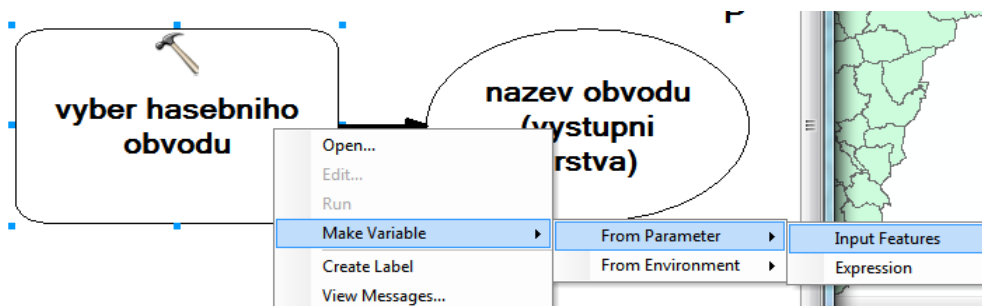 p
vyber hasebniho
obvodu
nazev obvodu
(vystupni
rstva)
Open...
Edit...
Run
Make Variable
Create Label
View Messages...
From Parameter
From Environment
Input Features
Expression